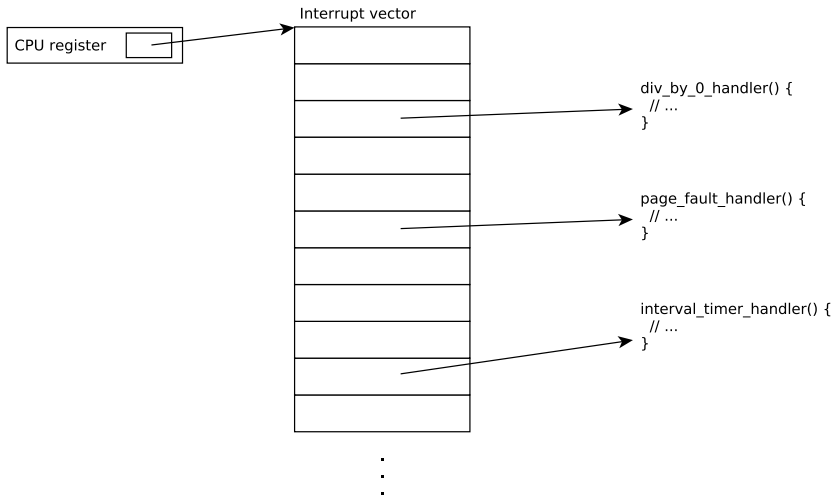 Interrupt vector
CPU register
div_by_0_handler() {
// ...
}
page_fault_handler() {
// ...
}
interval_timer_handler() {
// ...
}